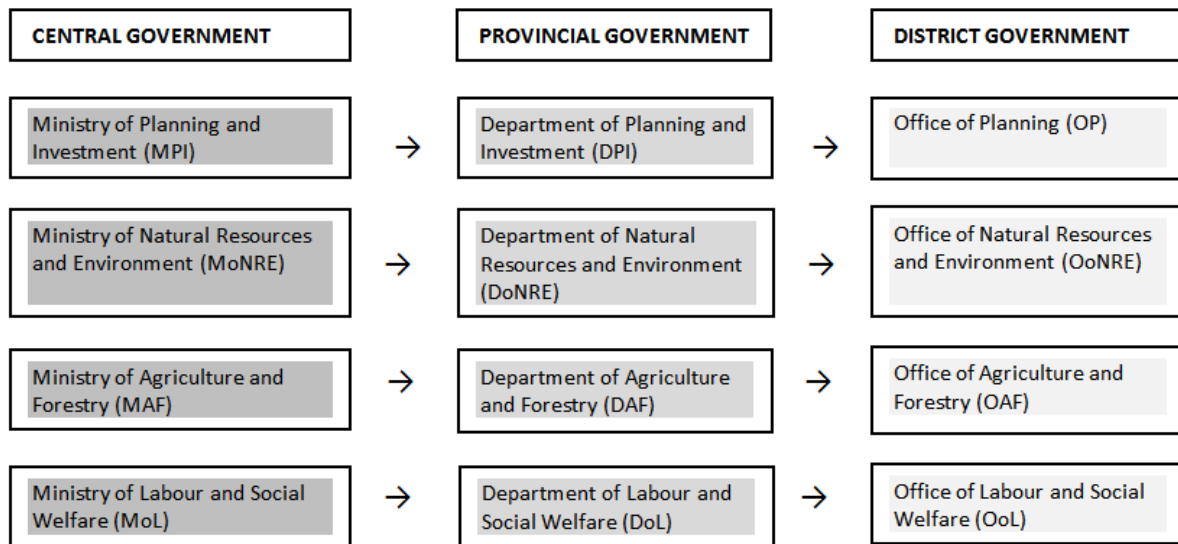 CENTRAL GOVERNMENT
PROVINCIAL GOVERNMENT
DISTRICT GOVERNMENT
Ministry of Planning and
Investment (MPI)
→
Department of Planning and
Investment (DPI)
→
Office of Planning (OP)
Ministry of Natural Resources
and Environment (MoNRE)
→
Department of Natural
Resources and Environment
(DoNRE)
→
Office of Natural Resources
and Environment (OoNRE)
Ministry of Agriculture and
Forestry (MAF)
→
Department of Agriculture
and Forestry (DAF)
→
Office of Agriculture and
Forestry (OAF)
Ministry of Labour and Social
Welfare (MoL)
→
Department of Labour and
Social Welfare (DoL)
→
Office of Labour and Social
Welfare (OoL)